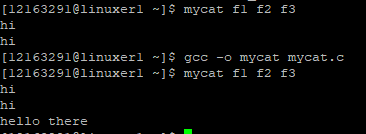 [12163291@linuxer1 ~]$ mycat f1 f2 f3
hi
hi
[12163291@linuxer1 ~]$ gcc -o mycat mycat.c
[12163291@linuxer1 ~]$ mycat f1 f2 f3
hi
hi
hello there